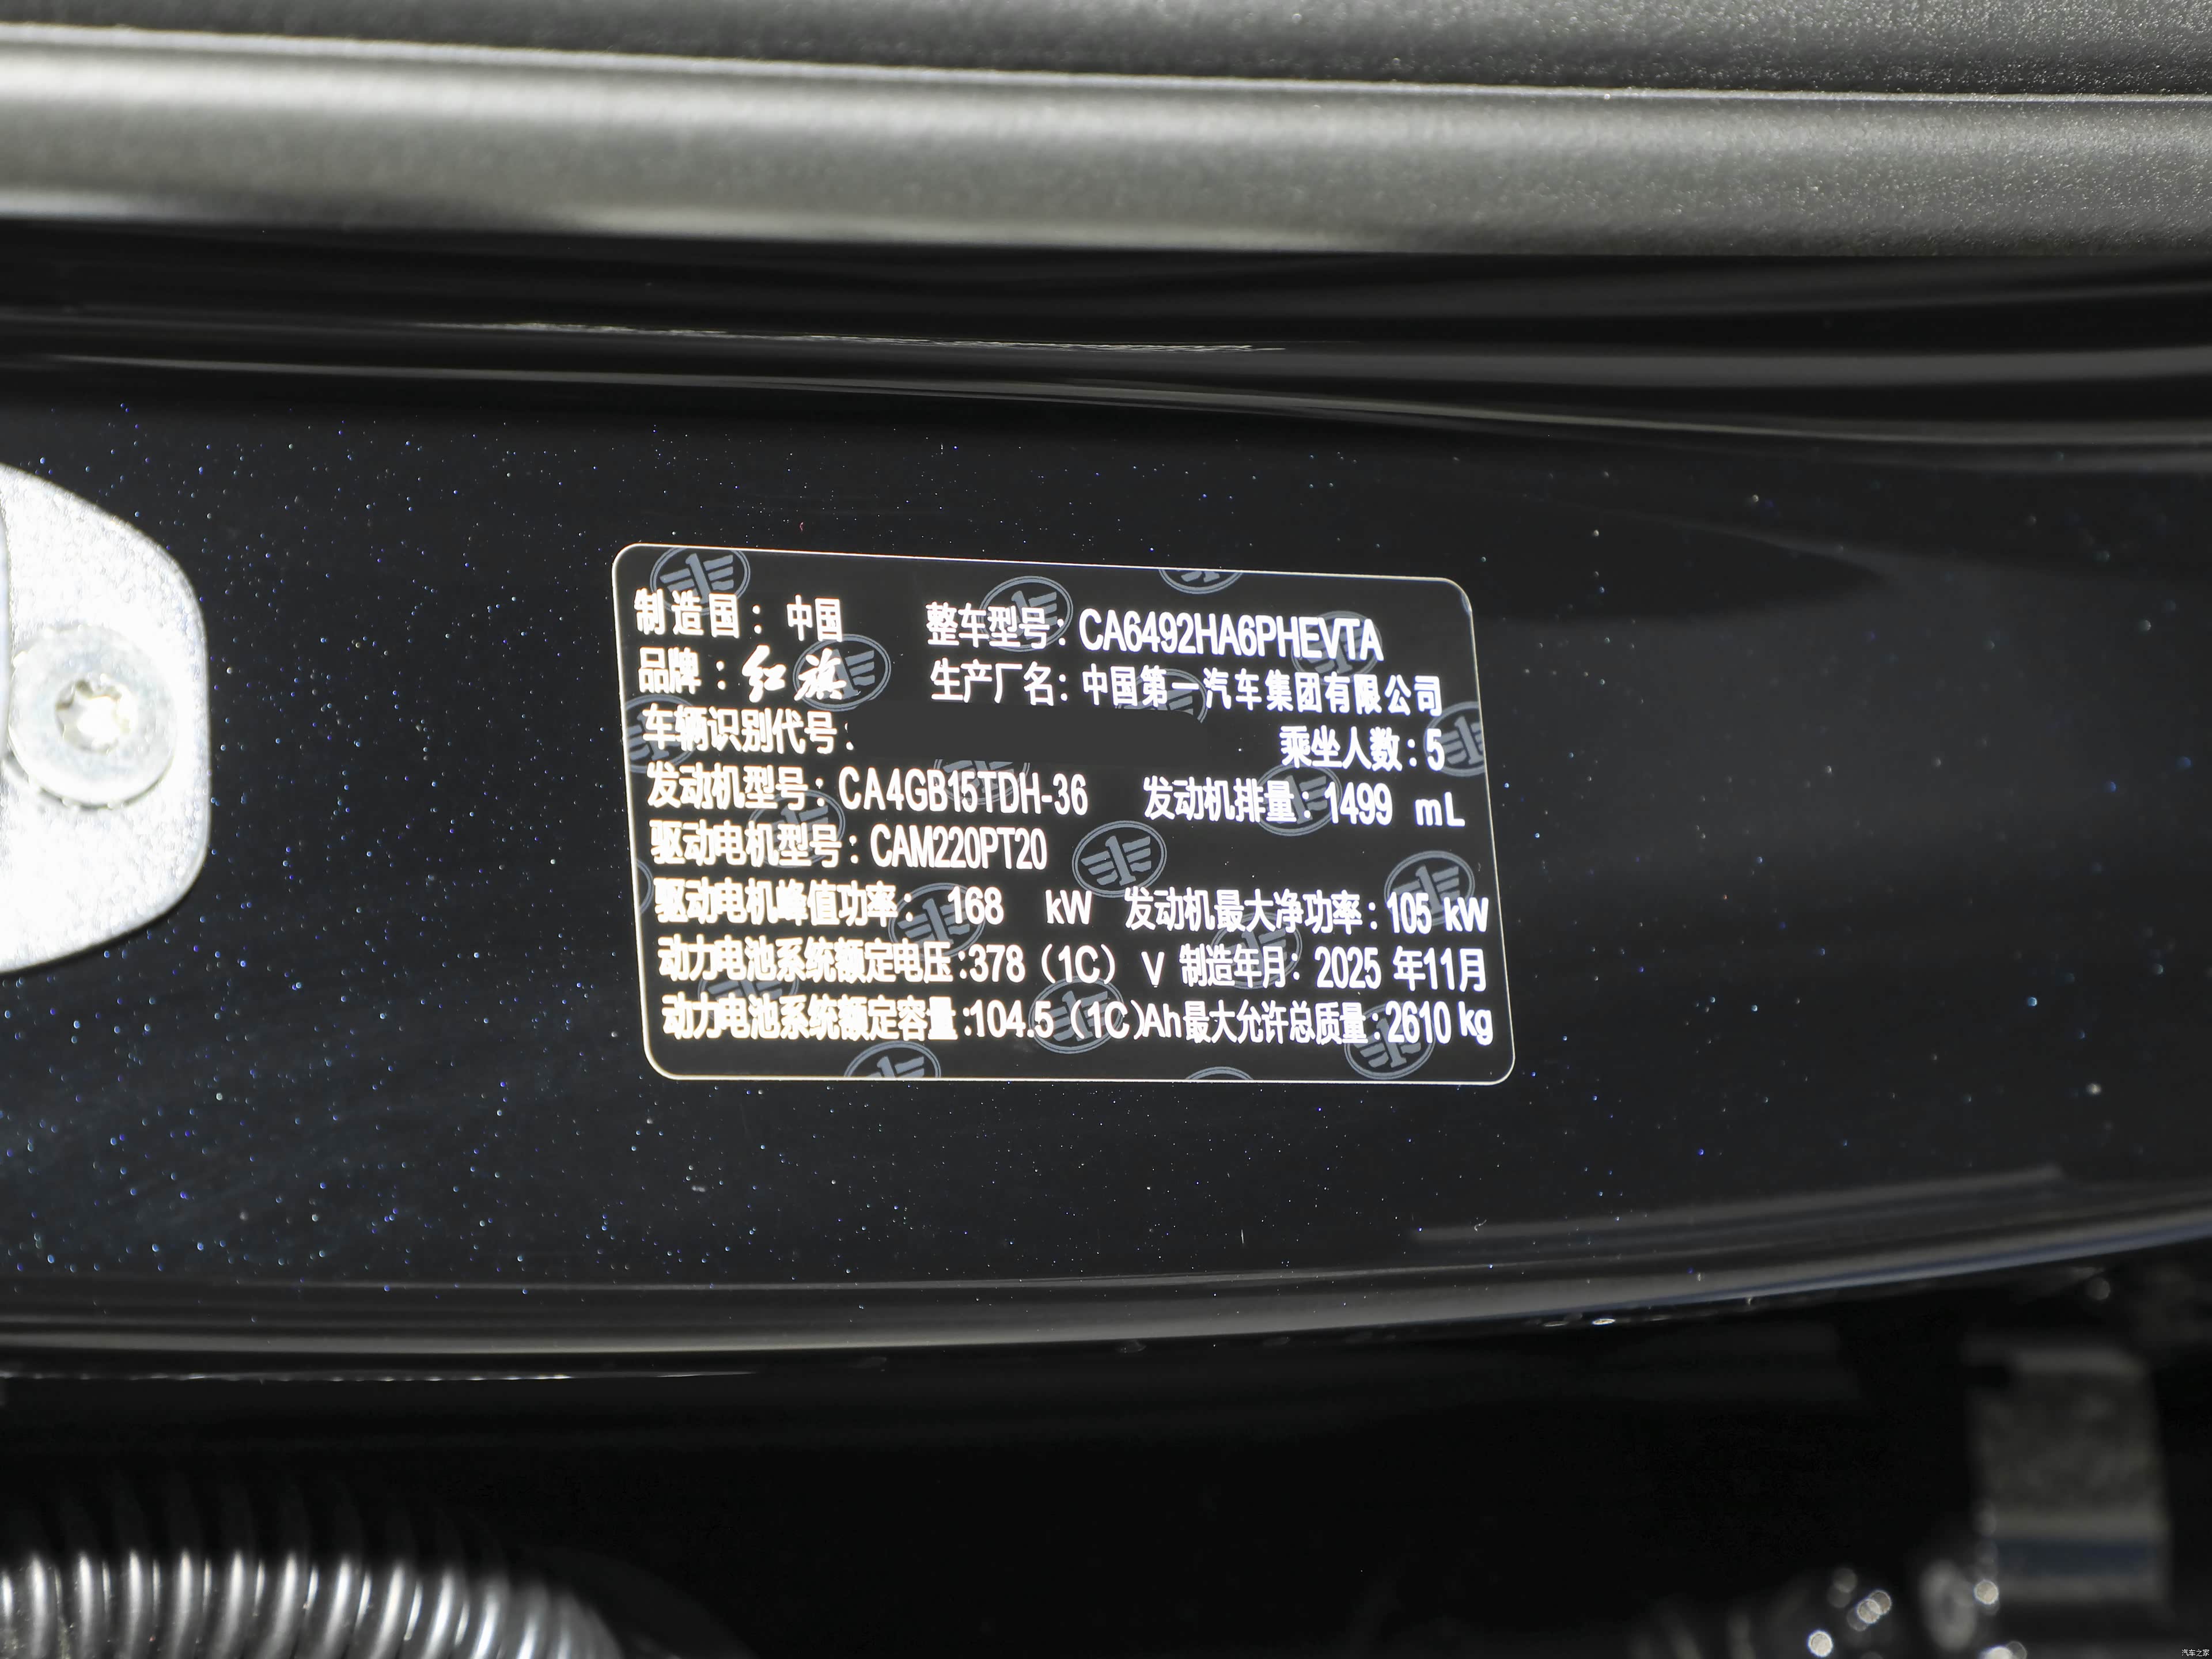 制造国：中国 整车型号：CA6492HA6PHEVTA
品牌：红旗 生产厂名：中国第一汽车集团有限公司
车辆识别代号： 乘坐人数：5
发动机型号：CA4GB15TDH-36 发动机排量：1499 mL
驱动电机型号：CAM220PT20
驱动电机峰值功率：168 kW 发动机最大净功率：105 kW
动力电池系统额定电压：378（1C） V 制造年月：2025 年11月
动力电池系统额定容量：104.5（1C）Ah 最大允许总质量：2610 kg
汽车之家